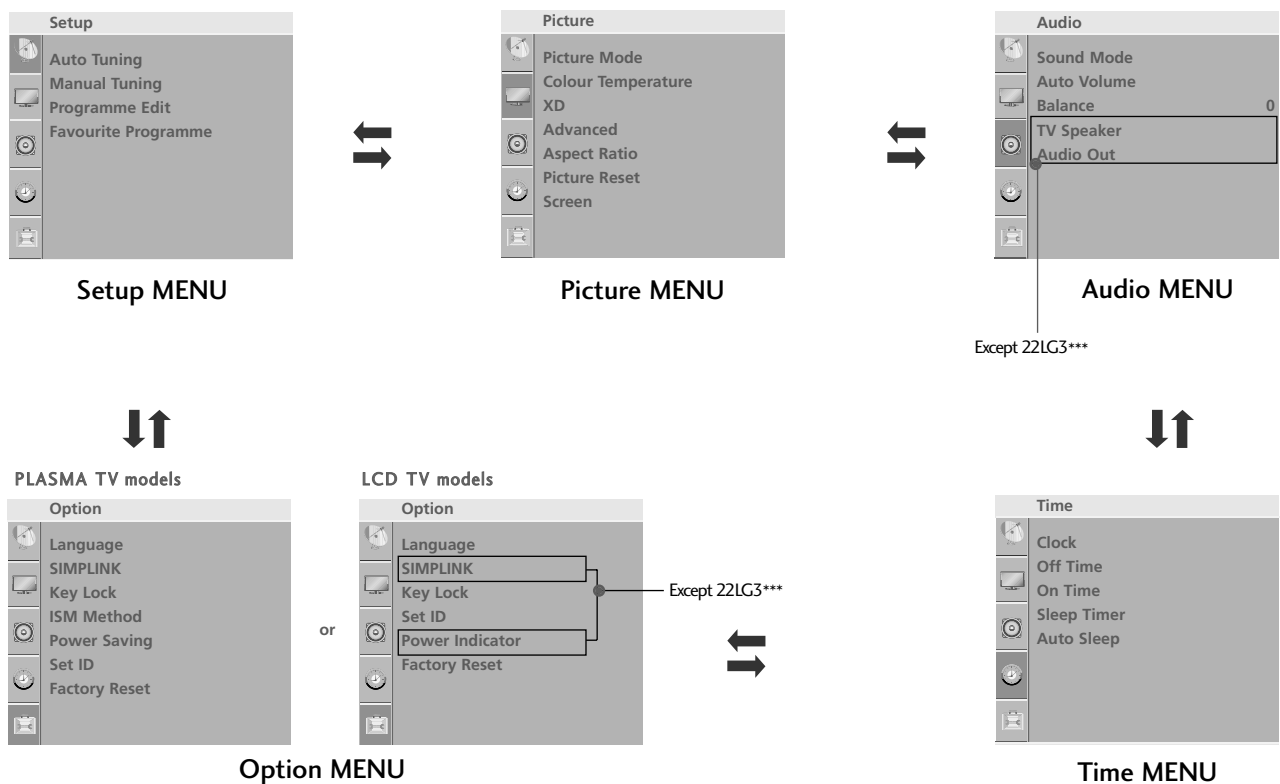 Setup
Auto Tuning
Manual Tuning
Programme Edit
Favourite Programme
Setup MENU
Picture
Picture Mode
Colour Temperature
XD
Advanced
Aspect Ratio
Picture Reset
Screen
Picture MENU
Audio
Sound Mode
Auto Volume
Balance 0
TV Speaker
Audio Out
Audio MENU
Except 22LG3***
PLASMA TV models
Option
Language
SIMPLINK
Key Lock
ISM Method
Power Saving
Set ID
Factory Reset
or
LCD TV models
Option
Language
SIMPLINK
Key Lock
Set ID
Power Indicator
Factory Reset
Except 22LG3***
Option MENU
Time
Clock
Off Time
On Time
Sleep Timer
Auto Sleep
Time MENU